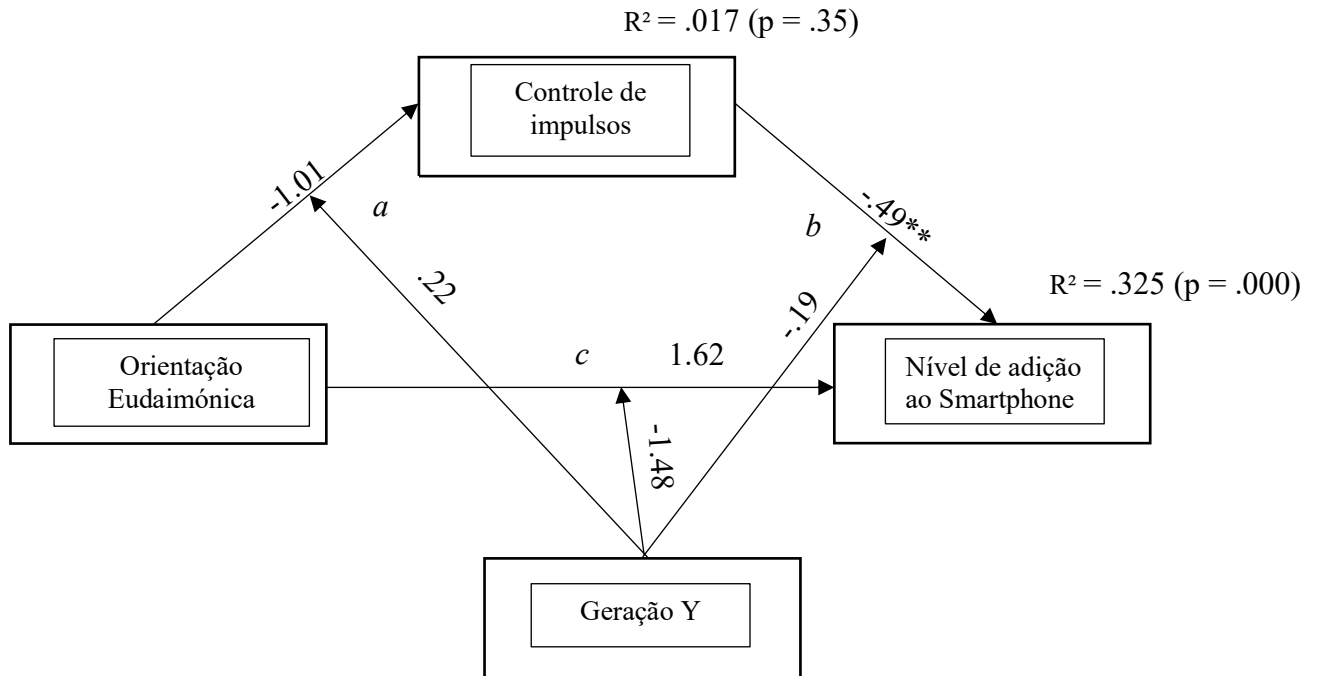 R² = .017 (p = .35)
Controle de
impulsos
-1.01
a
b
-.49**
.22
-.19
R² = .325 (p = .000)
Orientação
Eudaimónica
c
1.62
Nível de adição
ao Smartphone
-1.48
Geração Y